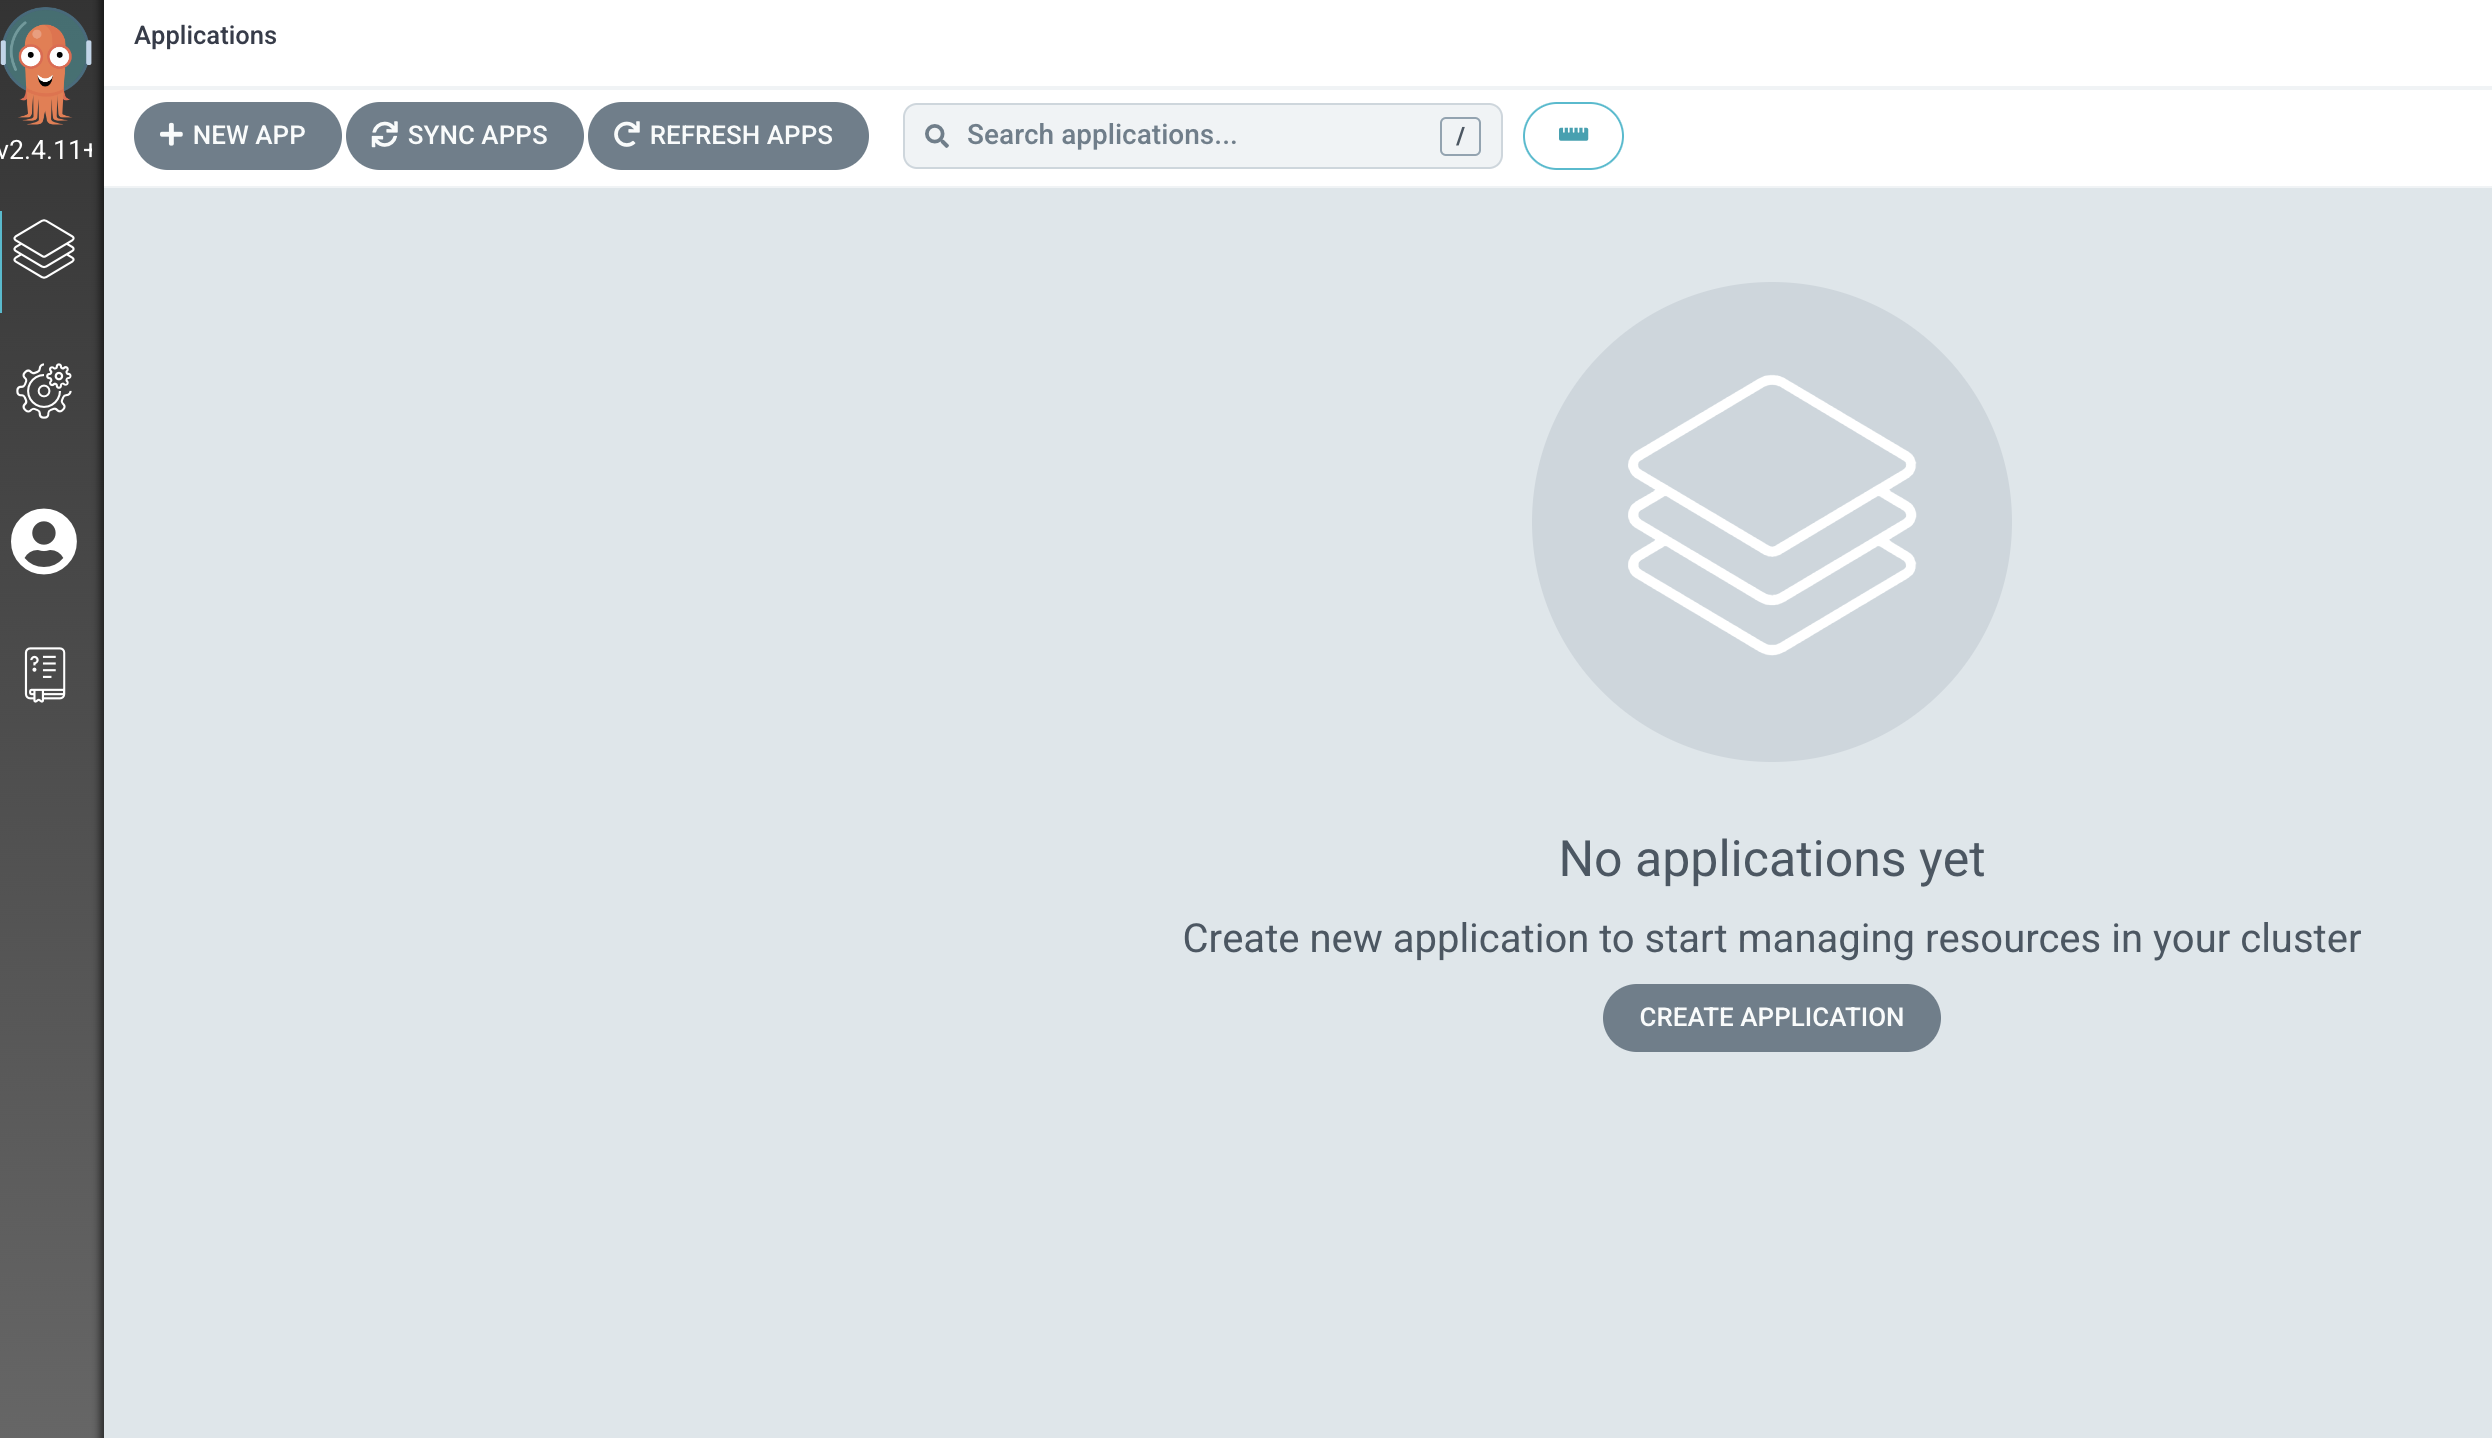 Applications
NEW APP SYNC APPS REFRESH APPS Search applications... /
v2.4.11+
No applications yet
Create new application to start managing resources in your cluster
CREATE APPLICATION